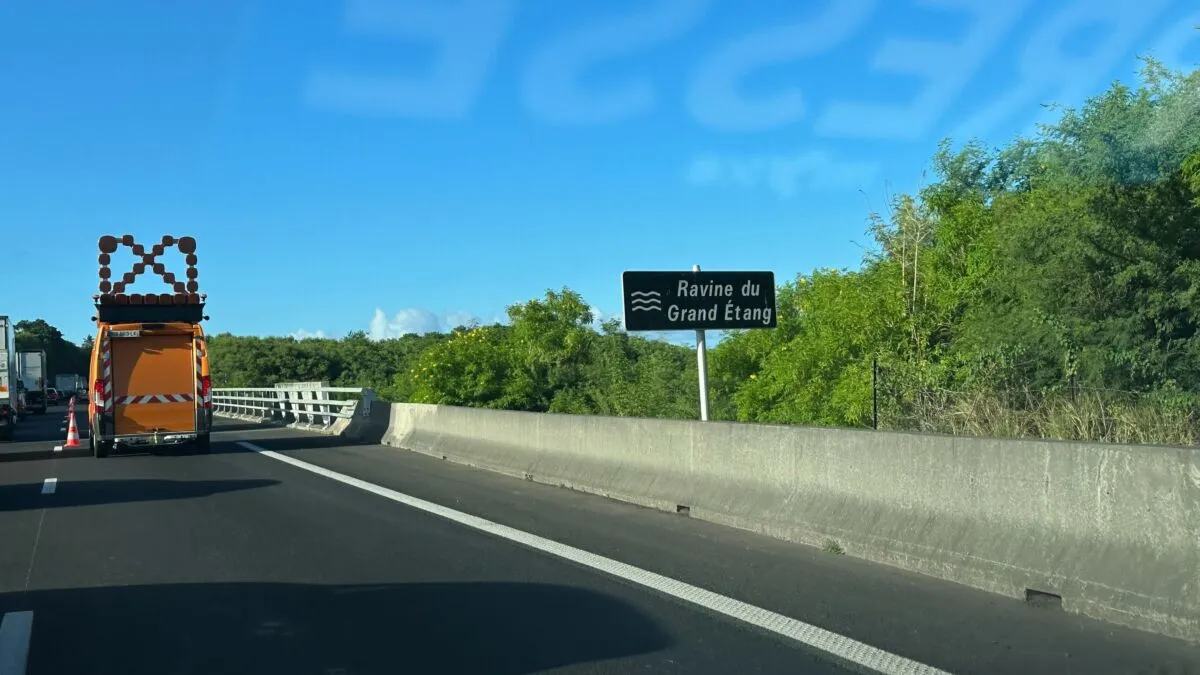 Ravine du
Grand Étang